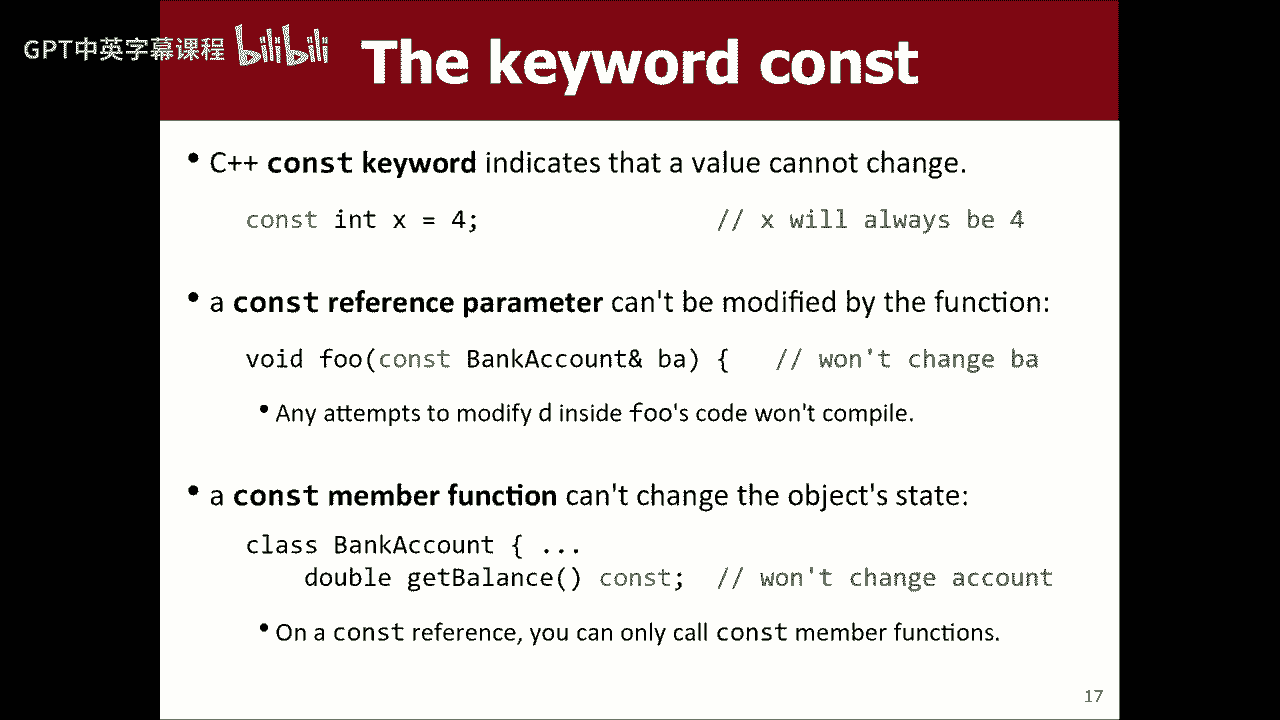 GPT中英字幕课程 bilibili
The keyword const
• C++ const keyword indicates that a value cannot change.
const int x = 4; // x will always be 4
• a const reference parameter can't be modified by the function:
void foo(const BankAccount& ba) { // won't change ba
• Any attempts to modify d inside foo's code won't compile.
• a const member function can't change the object's state:
class BankAccount { ...
double getBalance() const; // won't change account
• On a const reference, you can only call const member functions.
17